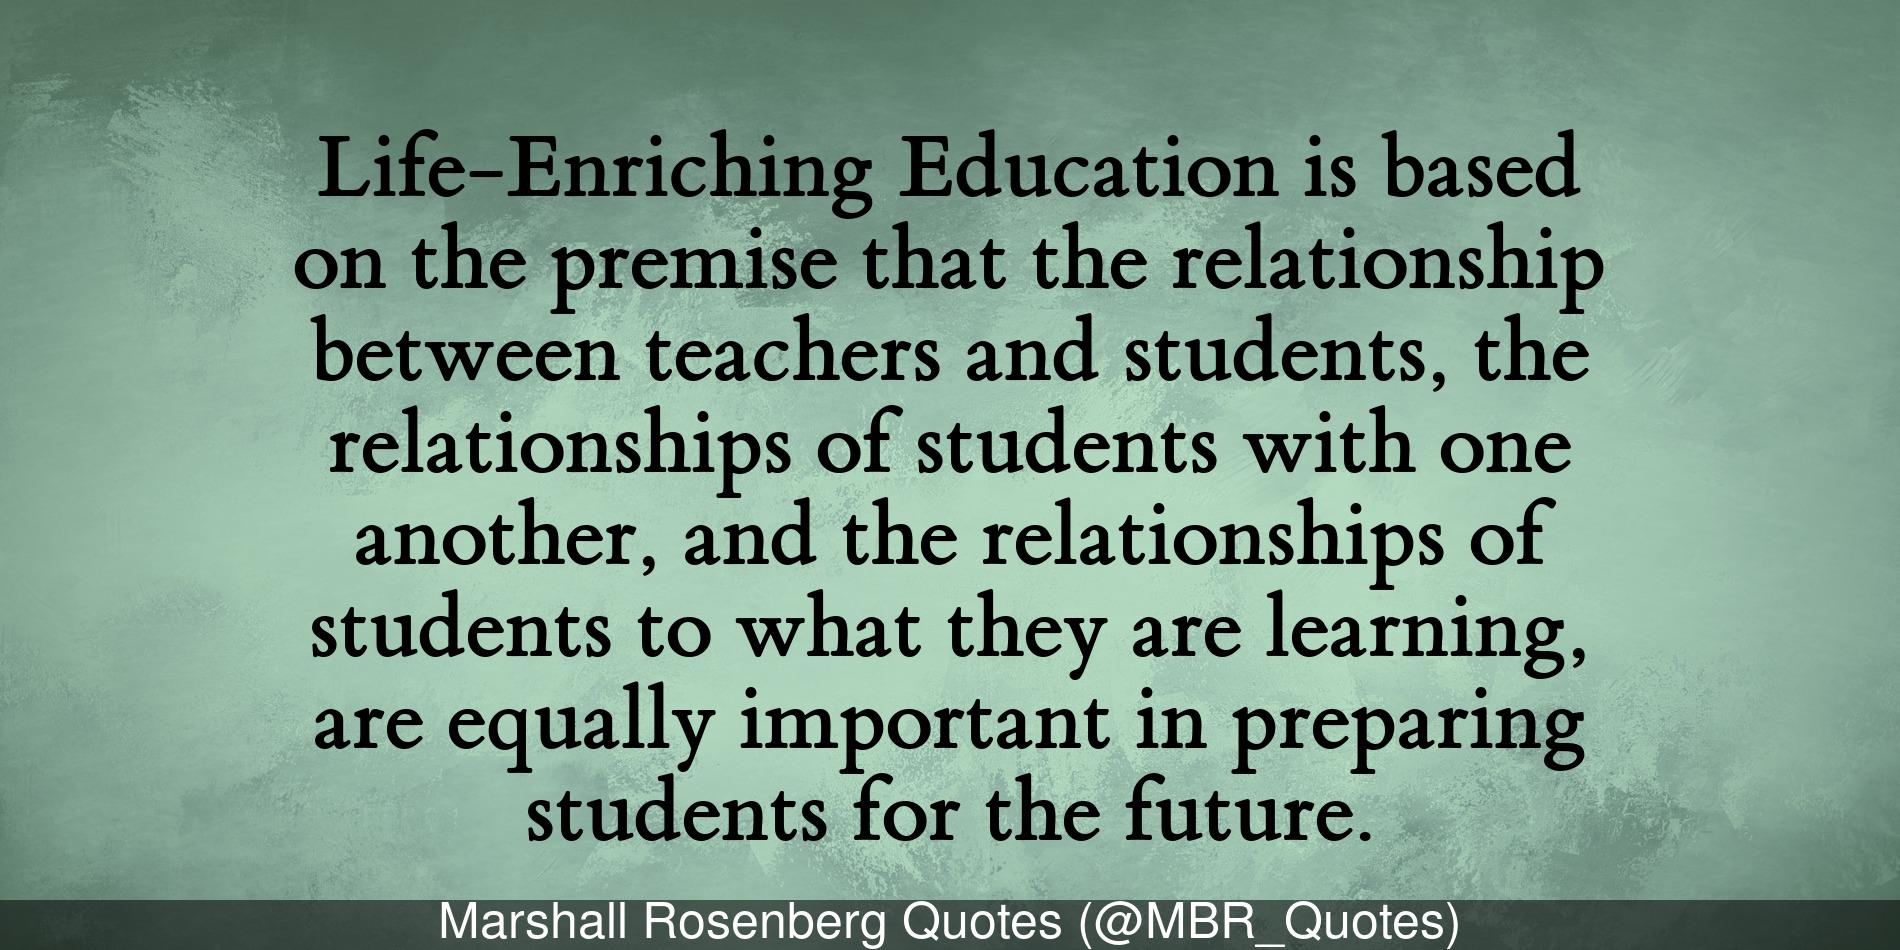 Life-Enriching Education is based
on the premise that the relationship
between teachers and students, the
relationships of students with one
another, and the relationships of
students to what they are learning,
are equally important in preparing
students for the future.
Marshall Rosenberg Quotes (@MBR_Quotes)